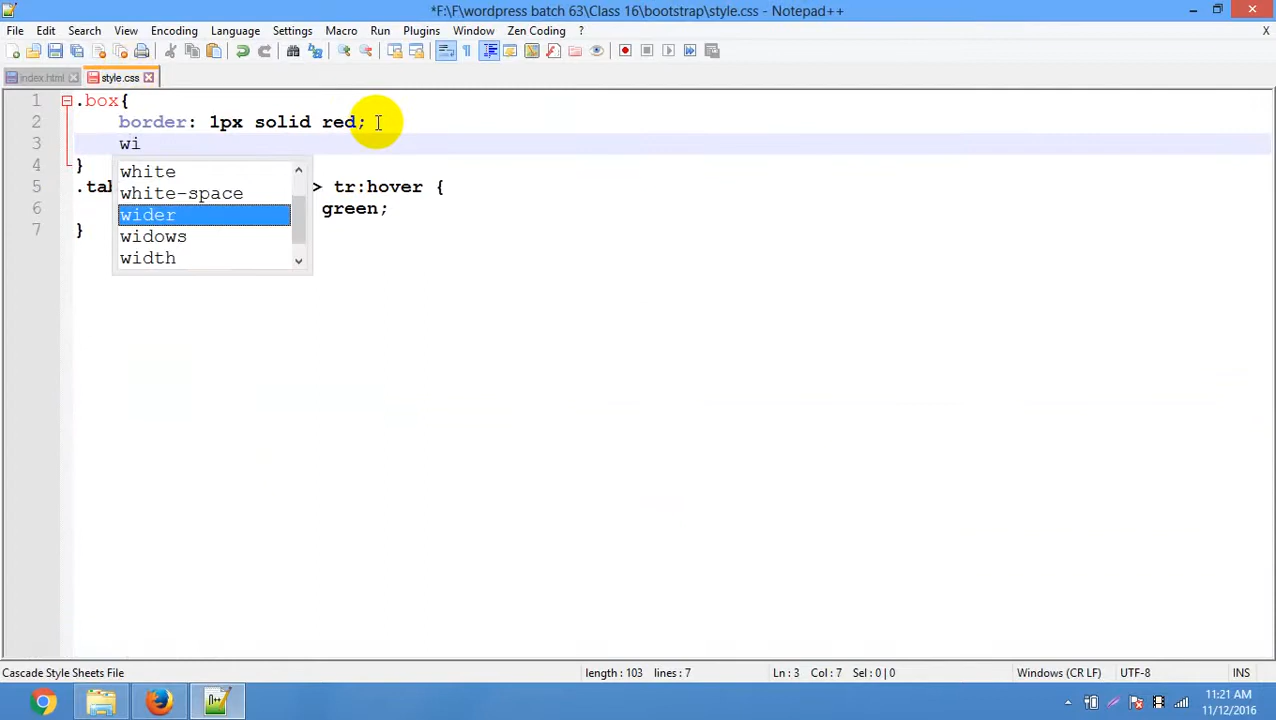 *F:\F\wordpress batch 63\Class 16\bootstrap\style.css - Notepad++
File Edit Search View Encoding Language Settings Macro Run Plugins Window Zen Coding ? X
index.html style.css
1 .box{
2 border: 1px solid red;
3 wi
4 }
white
white-space
wider
widows
width
5 .ta > tr:hover {
6 green;
7 }
Cascade Style Sheets File length : 103 lines : 7 Ln : 3 Col : 7 Sel : 0 | 0 Windows (CR LF) UTF-8 INS
11:21 AM
11/12/2016